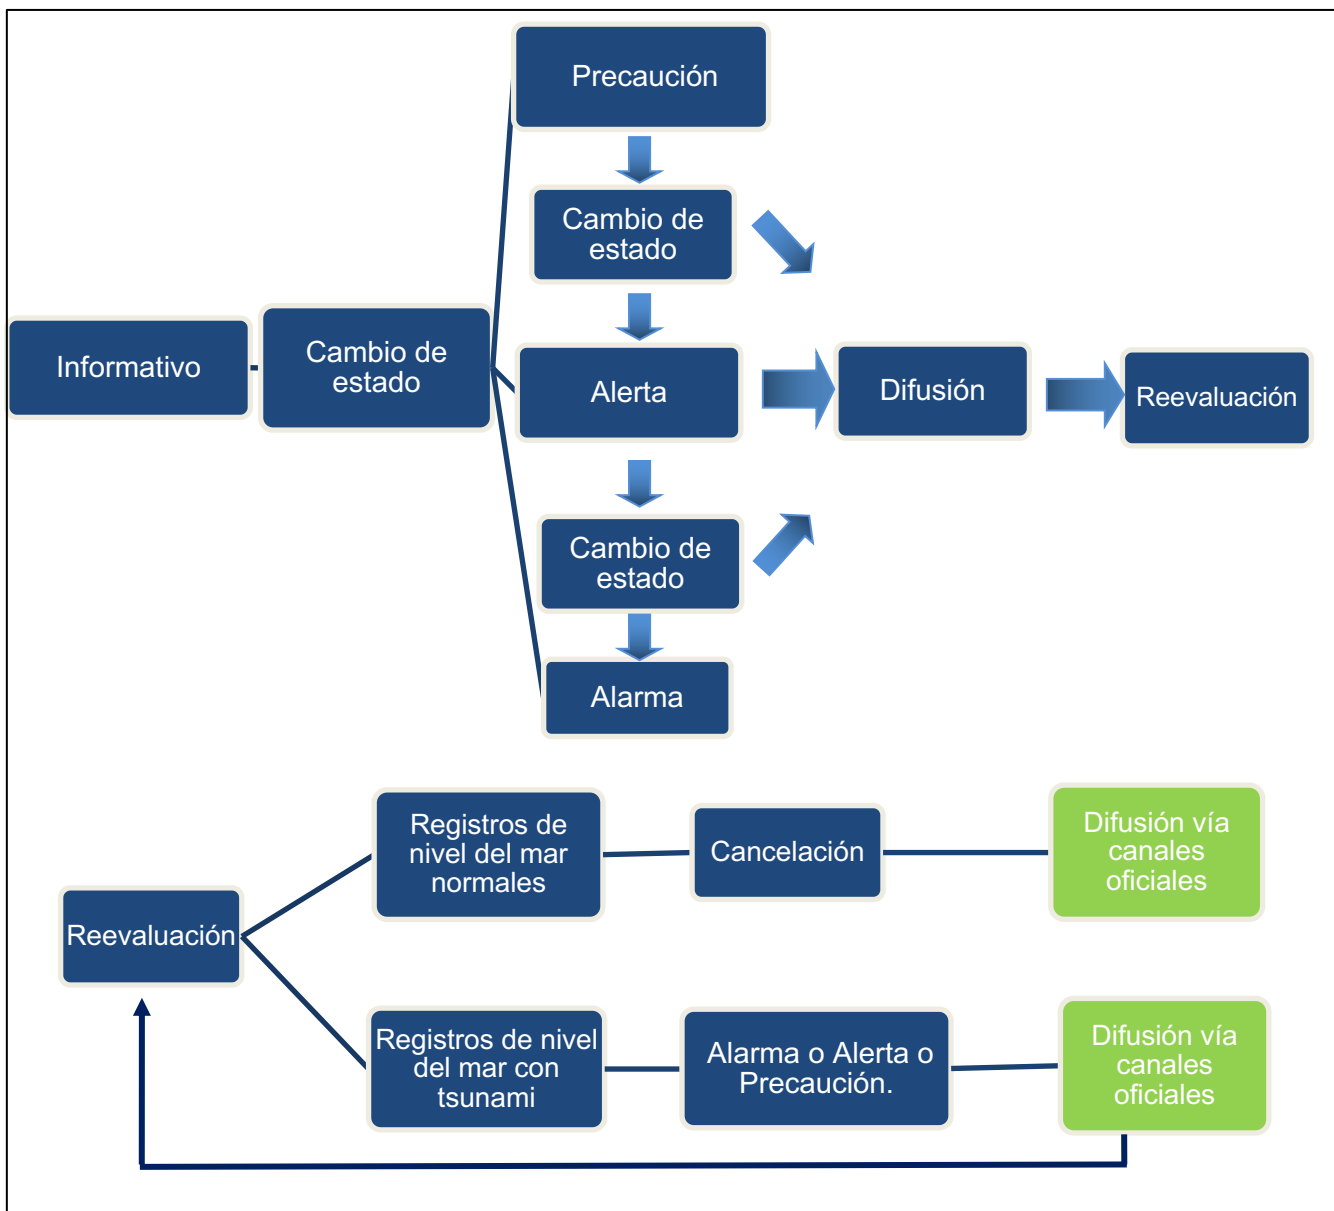 Precaución
Cambio de
estado
Informativo
Cambio de
estado
Alerta
Difusión
Reevaluación
Cambio de
estado
Alarma
Registros de
nivel del mar
normales
Cancelación
Difusión vía
canales
oficiales
Reevaluación
Registros de nivel
del mar con
tsunami
Alarma o Alerta o
Precaución.
Difusión vía
canales
oficiales